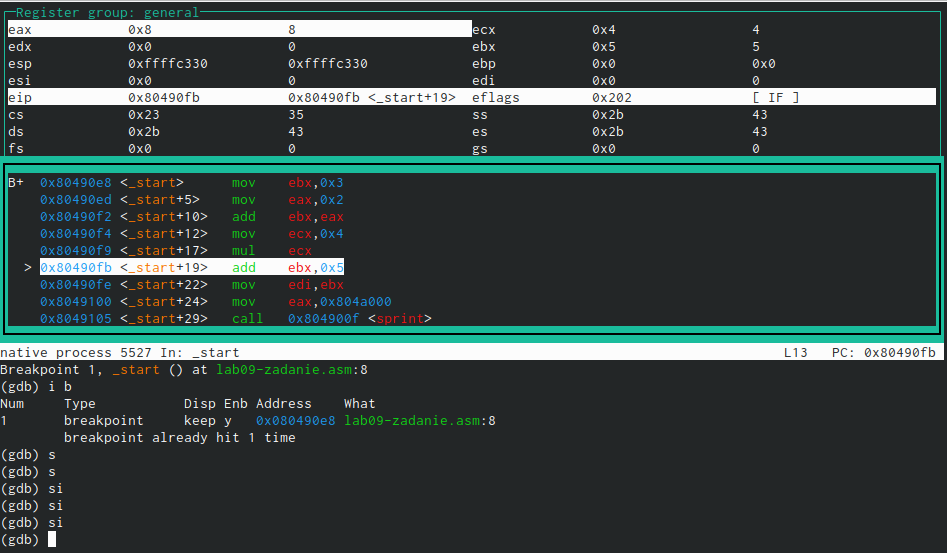 Register group: general
eax 0x8 8 ecx 0x4 4
edx 0x0 0 ebx 0x5 5
esp 0xffffc330 0xffffc330 ebp 0x0 0x0
esi 0x0 0 edi 0x0 0
eip 0x80490fb 0x80490fb <_start+19> eflags 0x202 [ IF ]
cs 0x23 35 ss 0x2b 43
ds 0x2b 43 es 0x2b 43
fs 0x0 0 gs 0x0 0
B+ 0x80490e8 <_start> mov ebx,0x3
0x80490ed <_start+5> mov eax,0x2
0x80490f2 <_start+10> add ebx,eax
0x80490f4 <_start+12> mov ecx,0x4
0x80490f9 <_start+17> mul ecx
> 0x80490fb <_start+19> add ebx,0x5
0x80490fe <_start+22> mov edi,ebx
0x8049100 <_start+24> mov eax,0x804a000
0x8049105 <_start+29> call 0x804900f <sprint>
native process 5527 In: _start L13 PC: 0x80490fb
Breakpoint 1, _start () at lab09-zadanie.asm:8
(gdb) i b
Num Type Disp Enb Address What
1 breakpoint keep y 0x080490e8 lab09-zadanie.asm:8
breakpoint already hit 1 time
(gdb) s
(gdb) s
(gdb) si
(gdb) si
(gdb) si
(gdb)